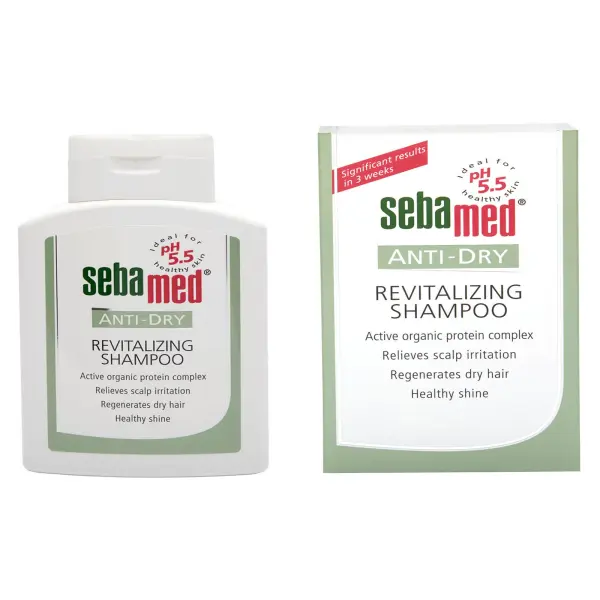 Ideal for
pH
5.5
healthy skin
sebamed®
ANTI-DRY
REVITALIZING
SHAMPOO
Active organic protein complex
Relieves scalp irritation
Regenerates dry hair
Healthy shine
Significant results
in 3 weeks
Ideal for
pH
5.5
healthy skin
sebamed®
ANTI-DRY
REVITALIZING
SHAMPOO
Active organic protein complex
Relieves scalp irritation
Regenerates dry hair
Healthy shine